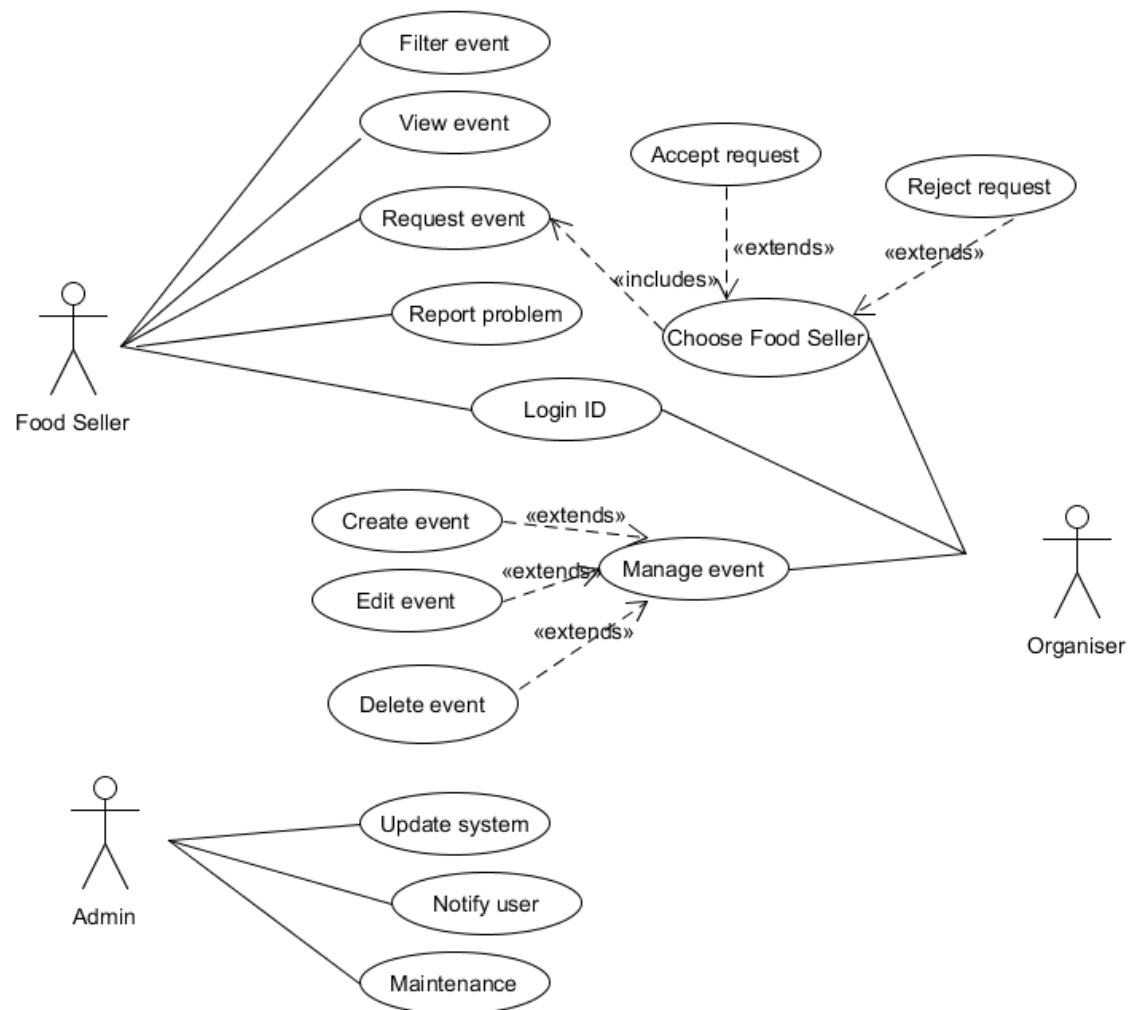 Filter event
View event
Accept request
Reject request
Request event
«extends»
«extends»
«includes»
Report problem
Choose Food Seller
Login ID
Food Seller
Create event
«extends»
Manage event
«extends»
Edit event
«extends»
Organiser
Delete event
Update system
Notify user
Admin
Maintenance